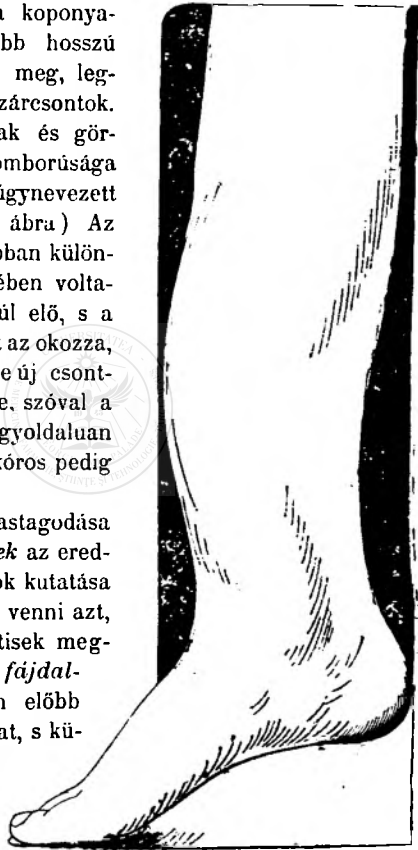 a koponya-
bb hosszú
meg, leg-
zárcsontok.
ak és gör-
omborúsága
úgynevezett
ábra) Az
bban külön-
ében volta-
úl elő, s a
az okozza,
e új csont-
e, szóval a
gyoldaluan
kóros pedig
astagodása
ek az ered-
ok kutatása
venni azt,
tisek meg-
fájdal-
n előbb
at, s kü-